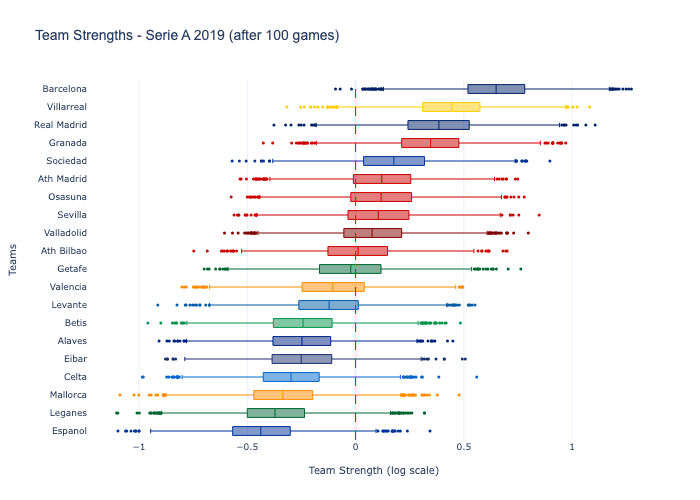 Team Strengths - Serie A 2019 (after 100 games)
Barcelona
Villarreal
Real Madrid
Granada
Sociedad
Ath Madrid
Osasuna
Sevilla
Valladolid
Ath Bilbao
Getafe
Valencia
Levante
Betis
Alaves
Eibar
Celta
Mallorca
Leganes
Espanol
Teams
−1
−0.5
0
0.5
1
Team Strength (log scale)